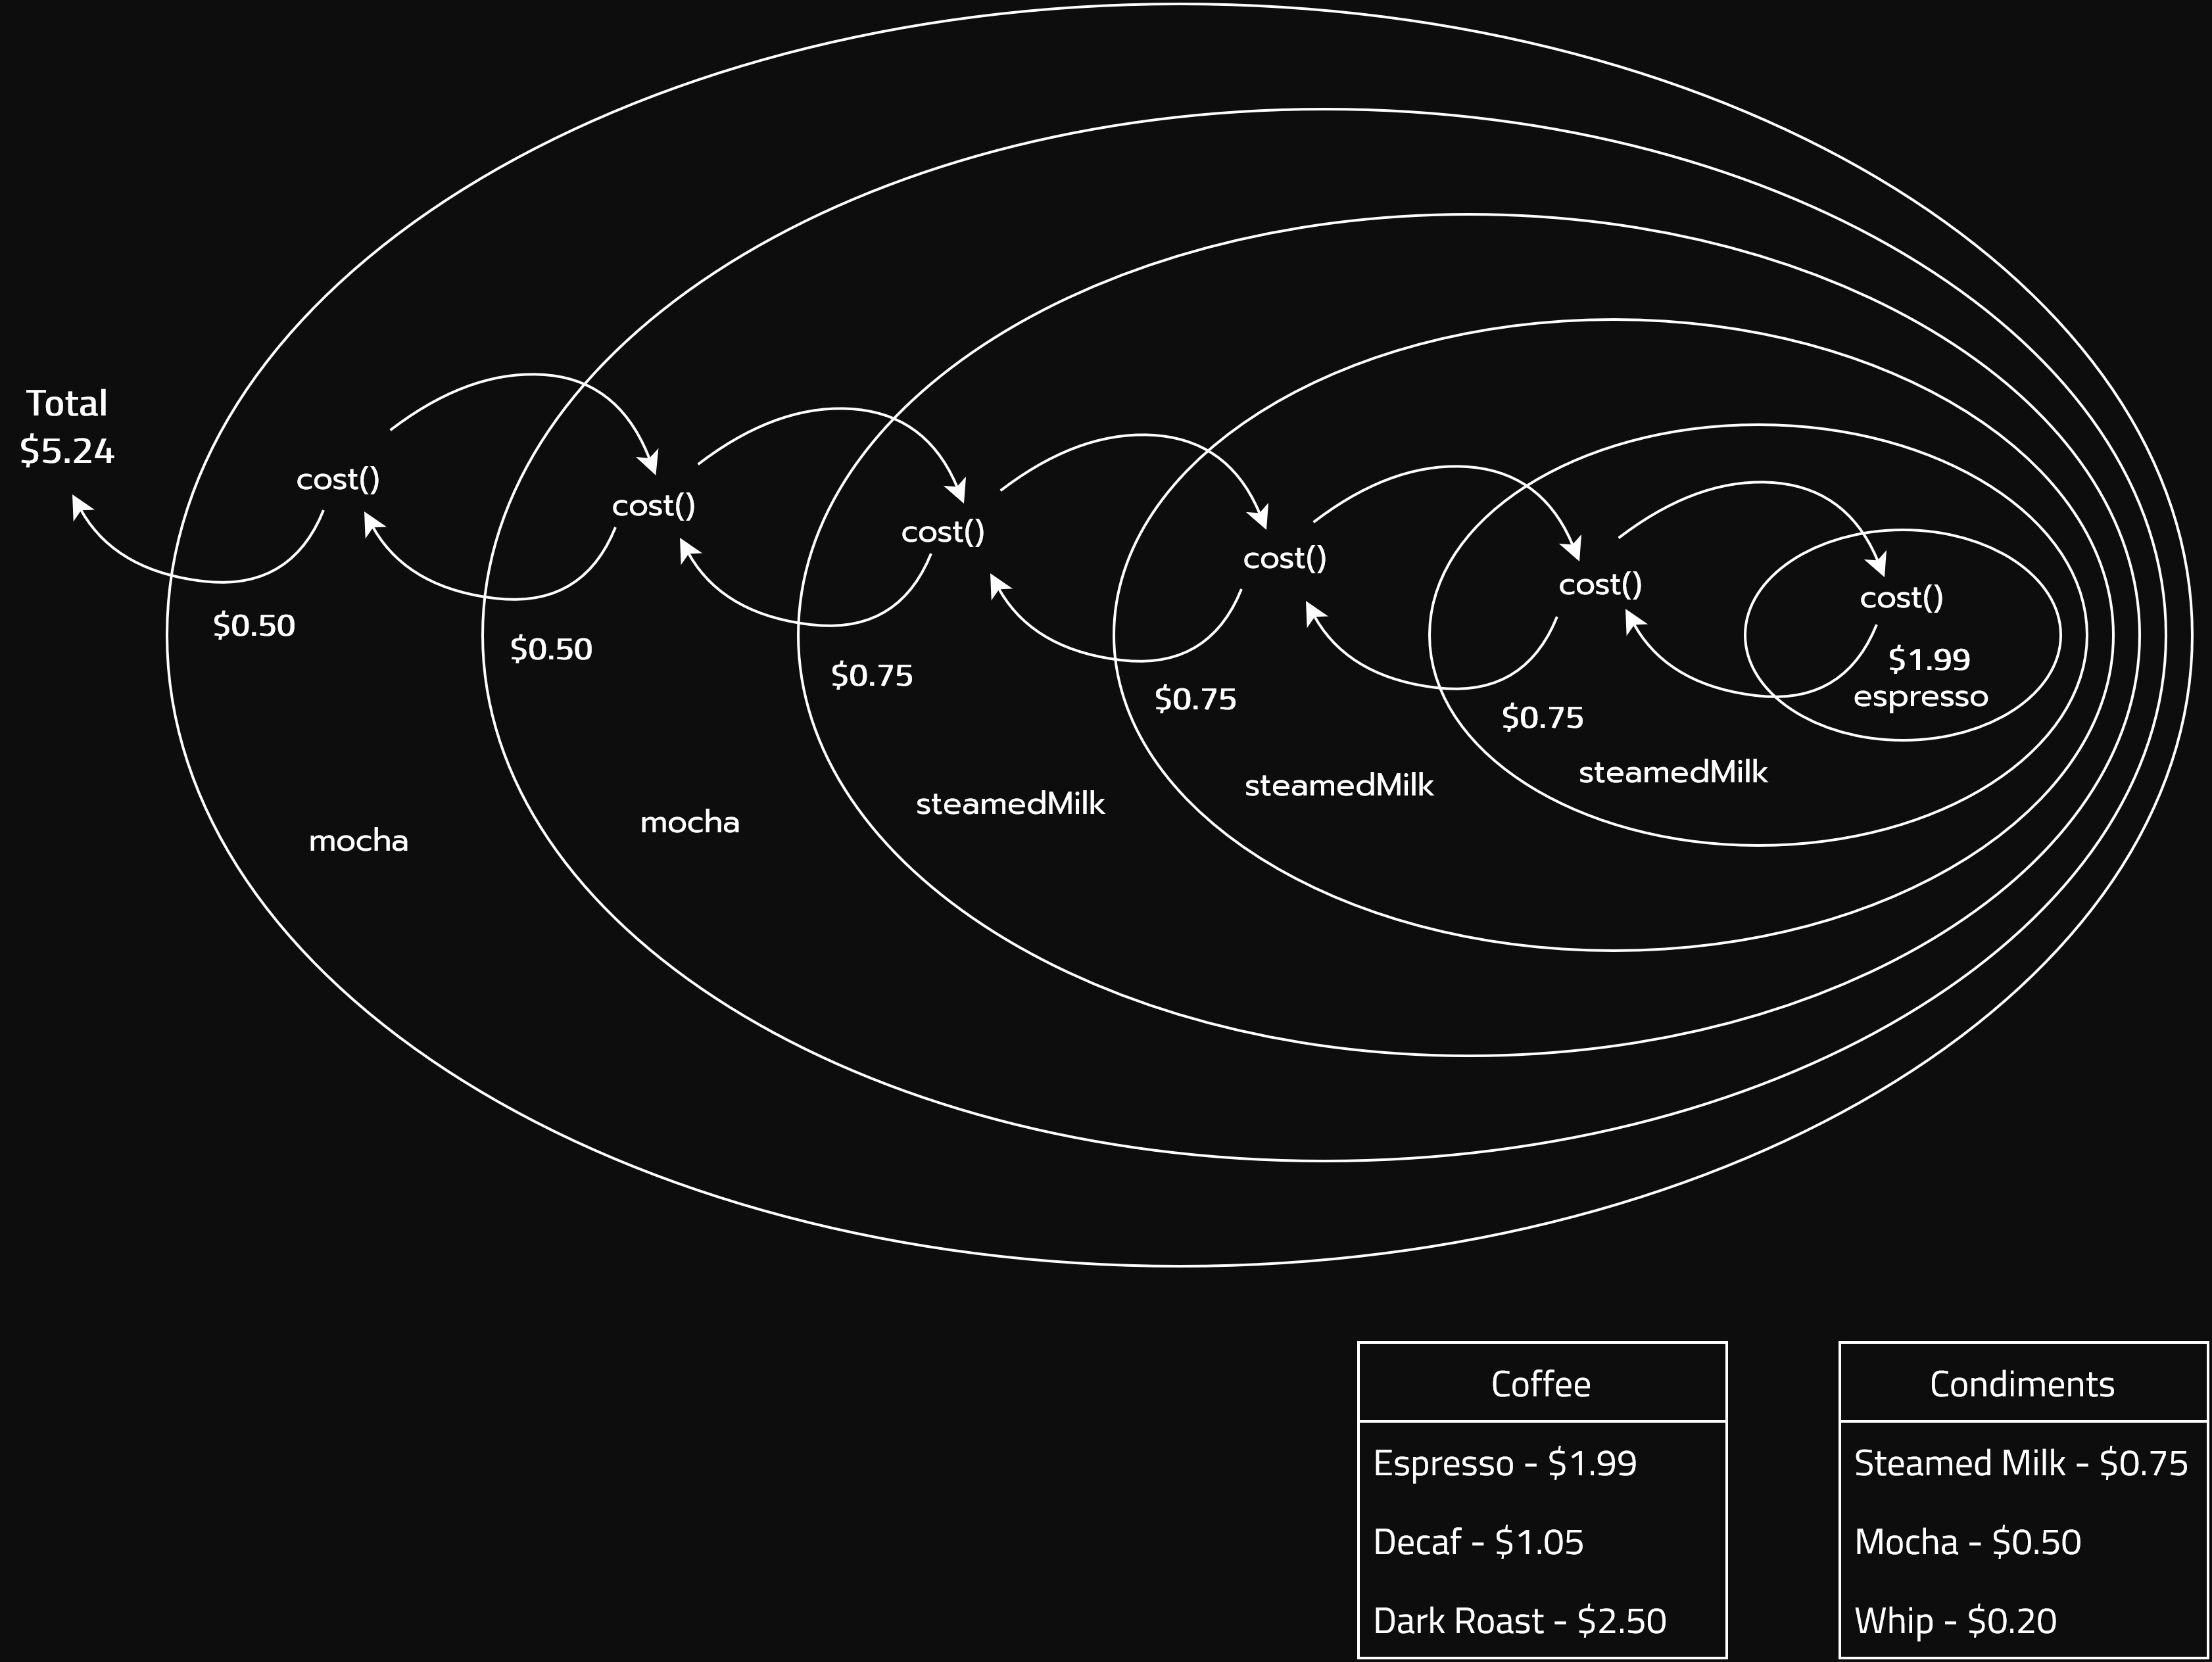 Total
$5.24
cost()
cost()
cost()
cost()
cost()
cost()
$0.50
$0.50
$0.75
$0.75
$0.75
$1.99
espresso
mocha
mocha
steamedMilk
steamedMilk
steamedMilk
Coffee
Espresso - $1.99
Decaf - $1.05
Dark Roast - $2.50
Condiments
Steamed Milk - $0.75
Mocha - $0.50
Whip - $0.20